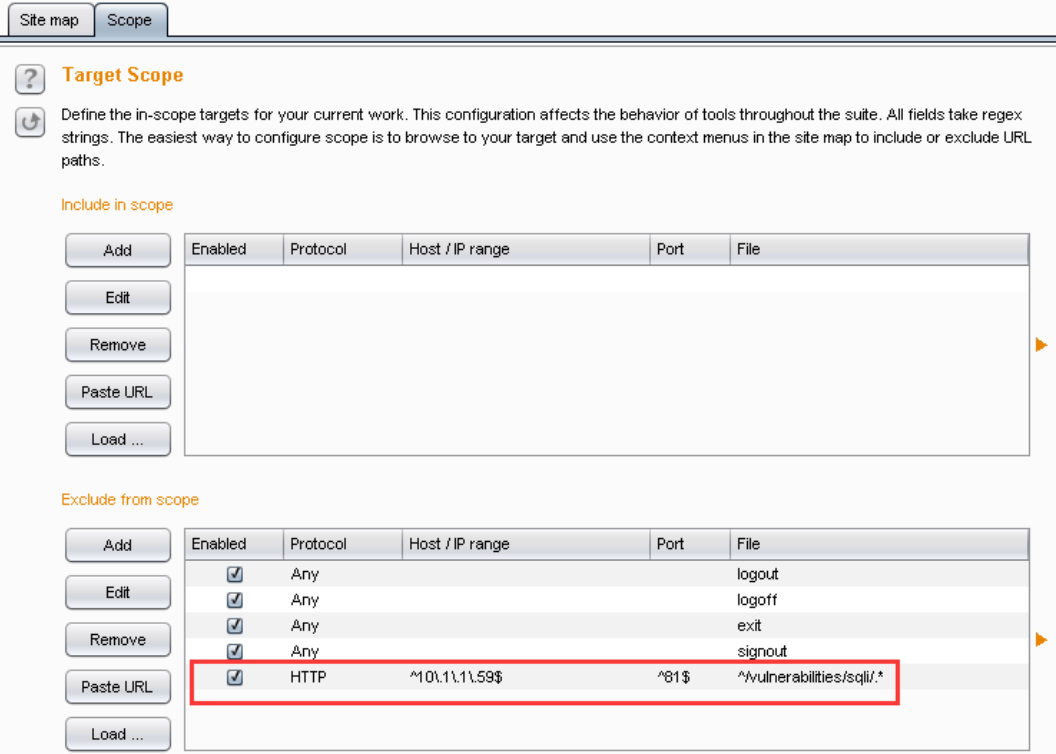 Site map Scope
? Target Scope
Define the in-scope targets for your current work. This configuration affects the behavior of tools throughout the suite. All fields take regex
strings. The easiest way to configure scope is to browse to your target and use the context menus in the site map to include or exclude URL
paths.
Include in scope
Add Enabled Protocol Host / IP range Port File
Edit
Remove
Paste URL
Load ...
Exclude from scope
Add Enabled Protocol Host / IP range Port File
Any logout
Edit Any logoff
Any exit
Remove Any signout
HTTP ^10\.1\.1\.59$ ^81$ ^/vulnerabilities/sqli/.*
Paste URL
Load ...